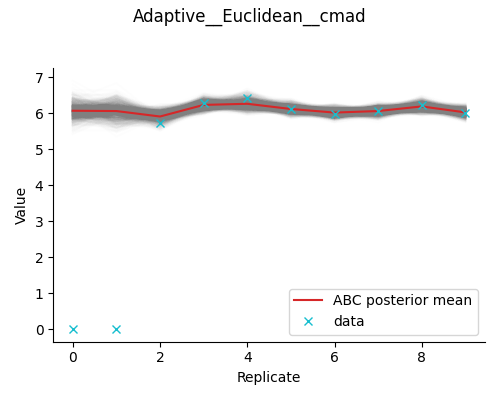 Adaptive__Euclidean__cmad
7
6
5
4
3
2
1
0
Value
0 2 4 6 8
Replicate
ABC posterior mean
data